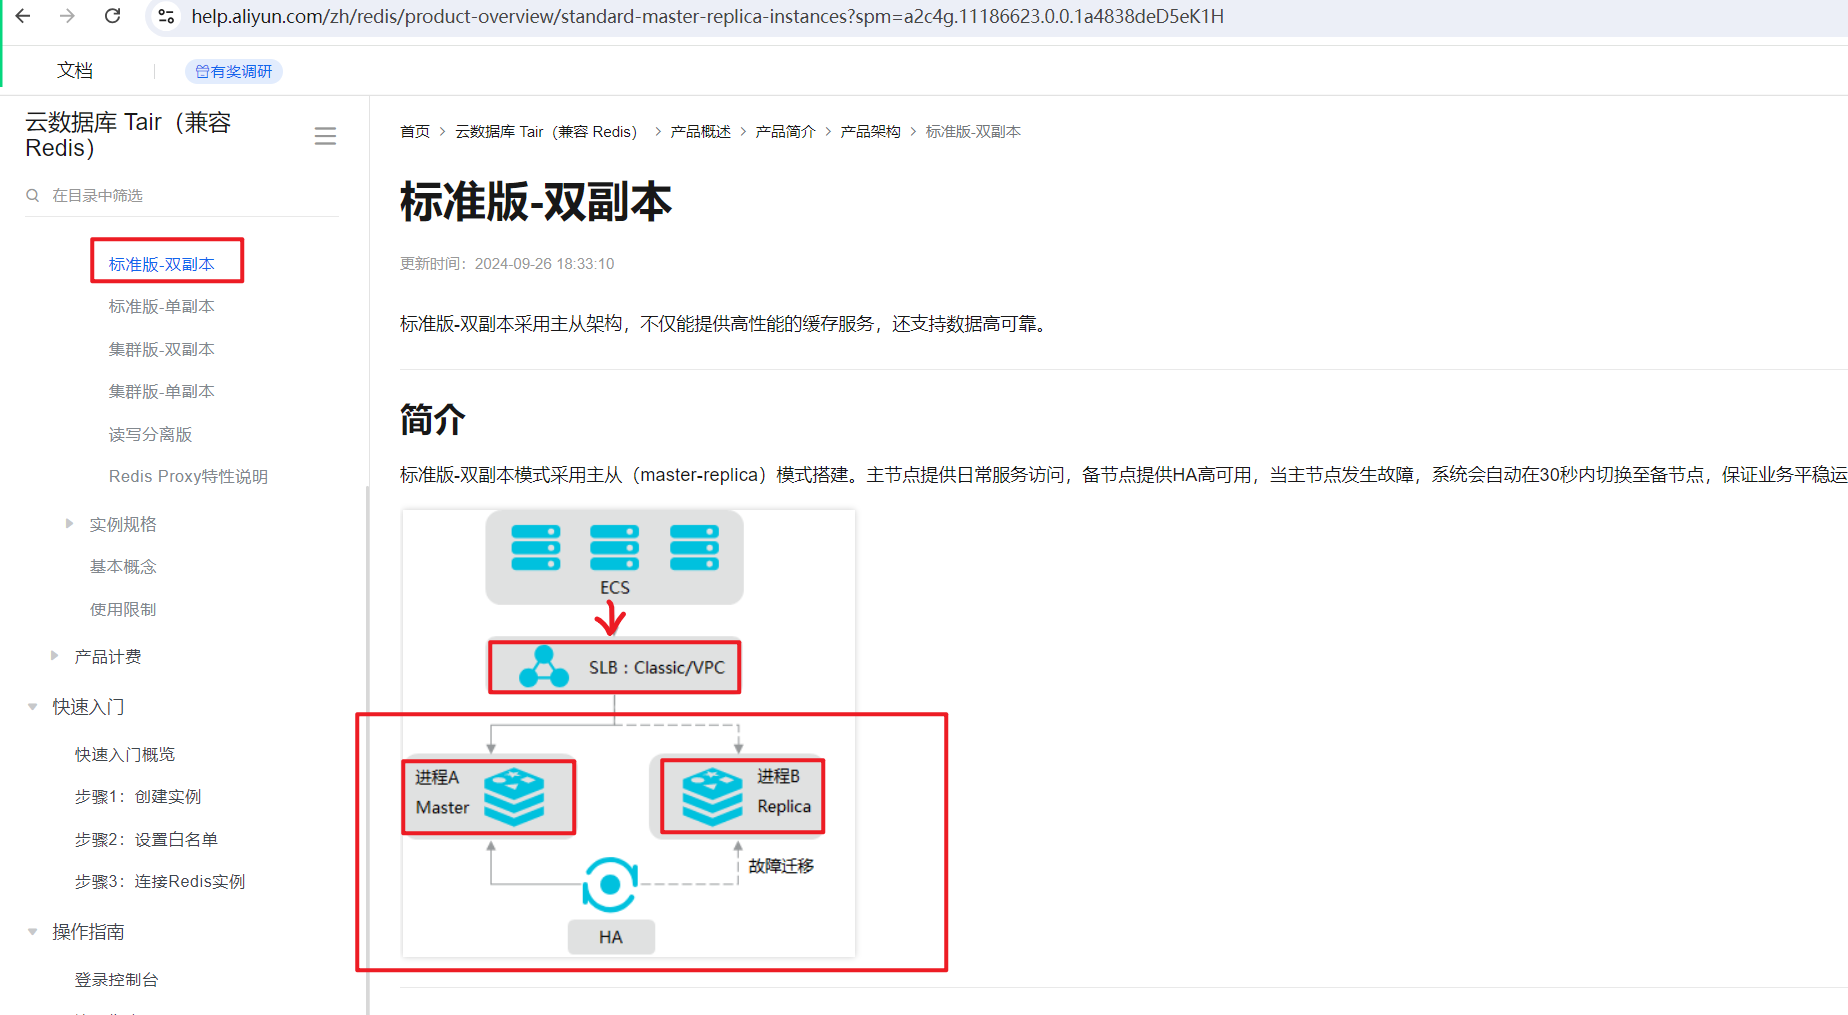 help.aliyun.com/zh/redis/product-overview/standard-master-replica-instances?spm=a2c4g.11186623.0.0.1a4838deD5eK1H
文档
有奖调研
云数据库 Tair（兼容
Redis）
在目录中筛选
标准版-双副本
标准版-单副本
集群版-双副本
集群版-单副本
读写分离版
Redis Proxy特性说明
实例规格
基本概念
使用限制
产品计费
快速入门
快速入门概览
步骤1：创建实例
步骤2：设置白名单
步骤3：连接Redis实例
操作指南
登录控制台
首页 > 云数据库 Tair（兼容 Redis） > 产品概述 > 产品简介 > 产品架构 > 标准版-双副本
标准版-双副本
更新时间：2024-09-26 18:33:10
标准版-双副本采用主从架构，不仅能提供高性能的缓存服务，还支持数据高可靠。
简介
标准版-双副本模式采用主从（master-replica）模式搭建。主节点提供日常服务访问，备节点提供HA高可用，当主节点发生故障，系统会自动在30秒内切换至备节点，保证业务平稳运
ECS
SLB：Classic/VPC
进程A
Master
进程B
Replica
故障迁移
HA